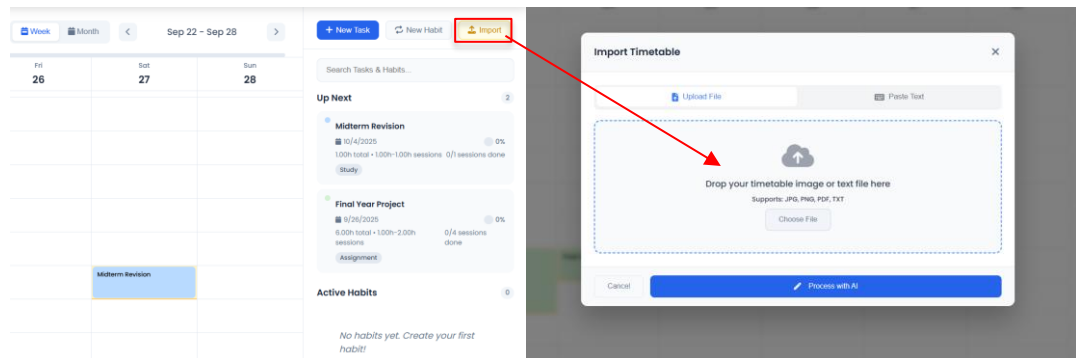 Week Month < Sep 22 - Sep 28 >
Fri Sat Sun
26 27 28
Midterm Revision
+ New Task New Habit Import
Search Tasks & Habits...
Up Next 2
Midterm Revision
10/4/2025 0%
1.00h total • 1.00h-1.00h sessions 0/1 sessions done
Study
Final Year Project
9/26/2025 0%
6.00h total • 1.00h-2.00h 0/4 sessions
sessions done
Assignment
Active Habits 0
No habits yet. Create your first
habit!
Import Timetable ×
Upload File Paste Text
Drop your timetable image or text file here
Supports: JPG, PNG, PDF, TXT
Choose File
Cancel Process with AI